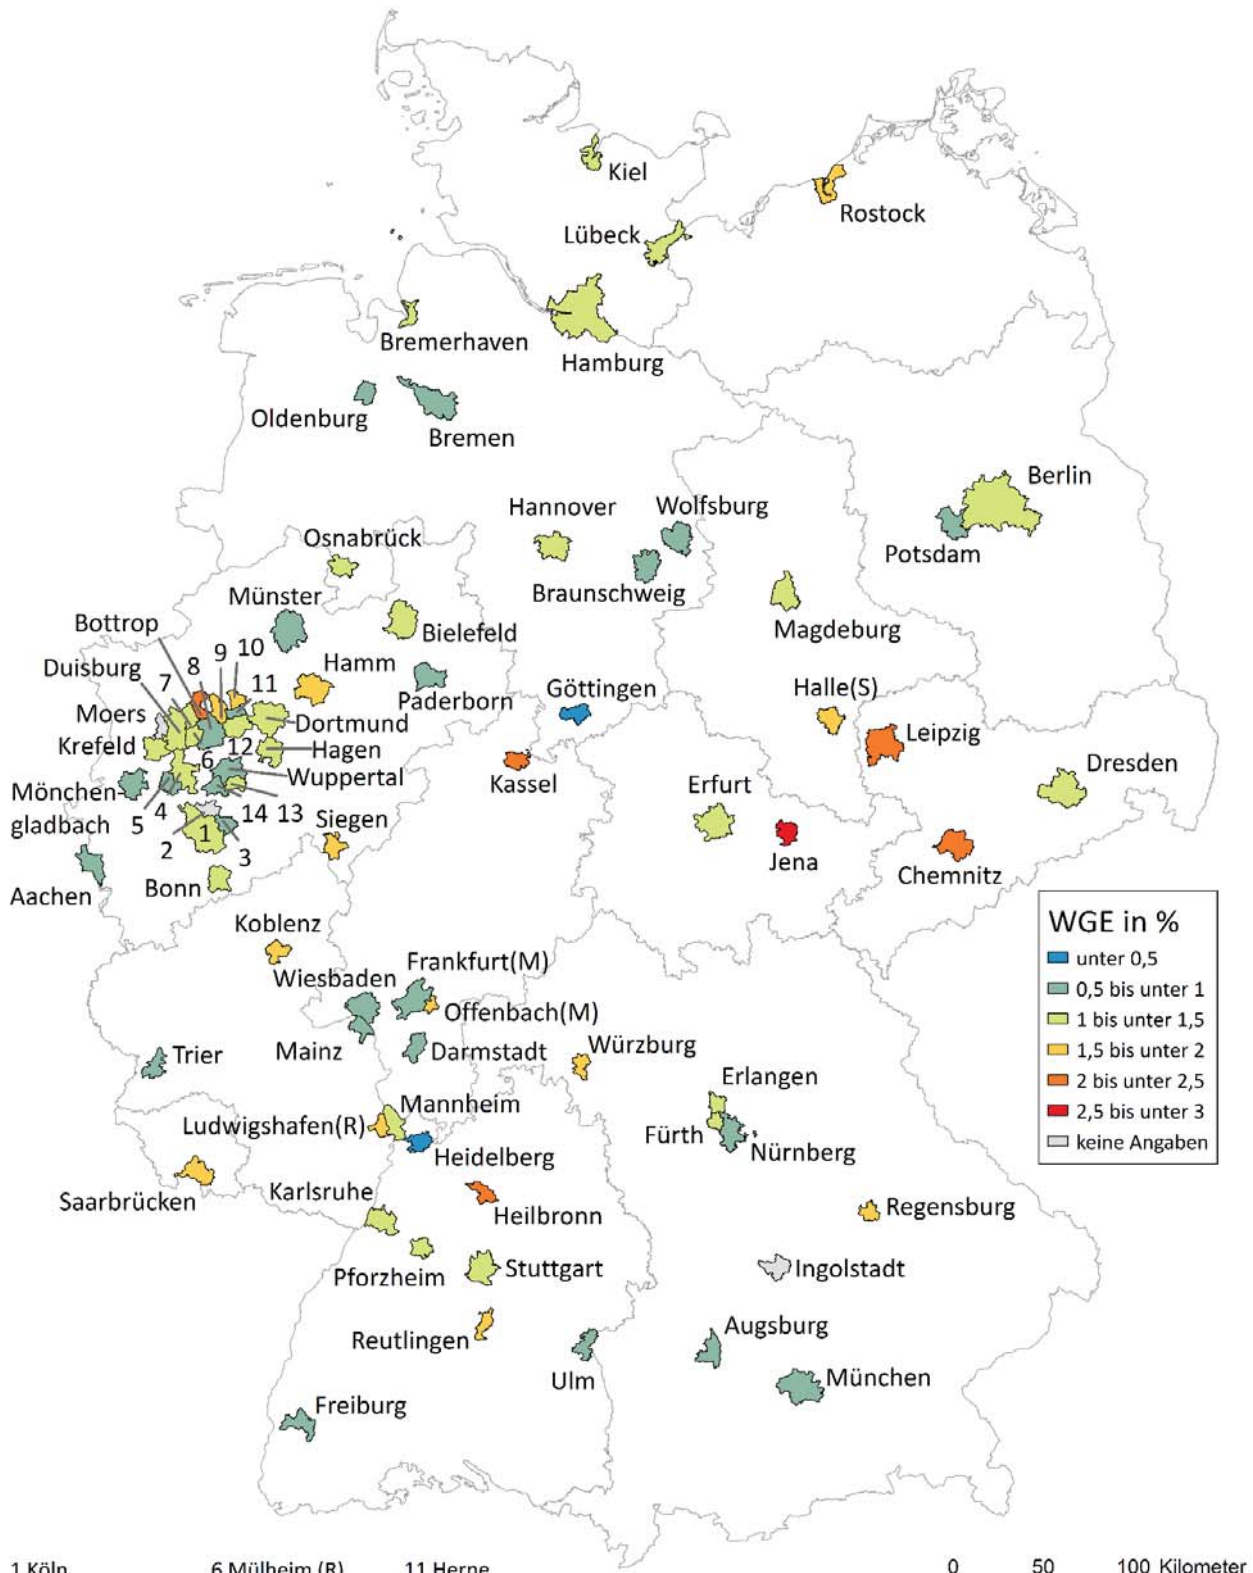 Kiel
Rostock
Lübeck
Bremerhaven
Hamburg
Oldenburg
Bremen
Berlin
Hannover
Wolfsburg
Potsdam
Osnabrück
Braunschweig
Münster
Bottrop
Bielefeld
Magdeburg
9 10
Duisburg
8
Hamm
7
11
Paderborn
Göttingen
Halle(S)
Moers
Dortmund
Leipzig
Krefeld
12
Hagen
6
Wuppertal
Kassel
Erfurt
Dresden
Mönchen-
gladbach
5
4
14 13
Siegen
1
2
3
Jena
Chemnitz
Aachen
Bonn
Koblenz
Wiesbaden
Frankfurt(M)
Offenbach(M)
Mainz
Darmstadt
Trier
Würzburg
Erlangen
Mannheim
Ludwigshafen(R)
Fürth
Nürnberg
Heidelberg
Saarbrücken
Karlsruhe
Heilbronn
Regensburg
Pforzheim
Stuttgart
Ingolstadt
Reutlingen
Augsburg
Ulm
München
Freiburg
WGE in %
unter 0,5
0,5 bis unter 1
1 bis unter 1,5
1,5 bis unter 2
2 bis unter 2,5
2,5 bis unter 3
keine Angaben
1 Köln 6 Mülheim (R) 11 Herne
0 50 100 Kilometer